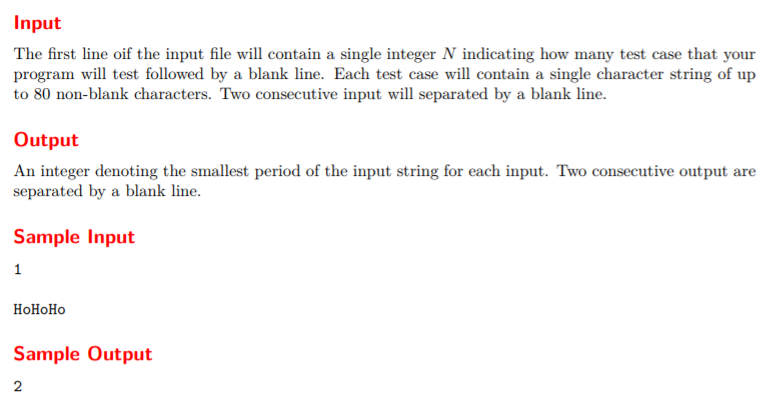 Input
The first line oif the input file will contain a single integer N indicating how many test case that your
program will test followed by a blank line. Each test case will contain a single character string of up
to 80 non-blank characters. Two consecutive input will separated by a blank line.
Output
An integer denoting the smallest period of the input string for each input. Two consecutive output are
separated by a blank line.
Sample Input
1
HoHoHo
Sample Output
2